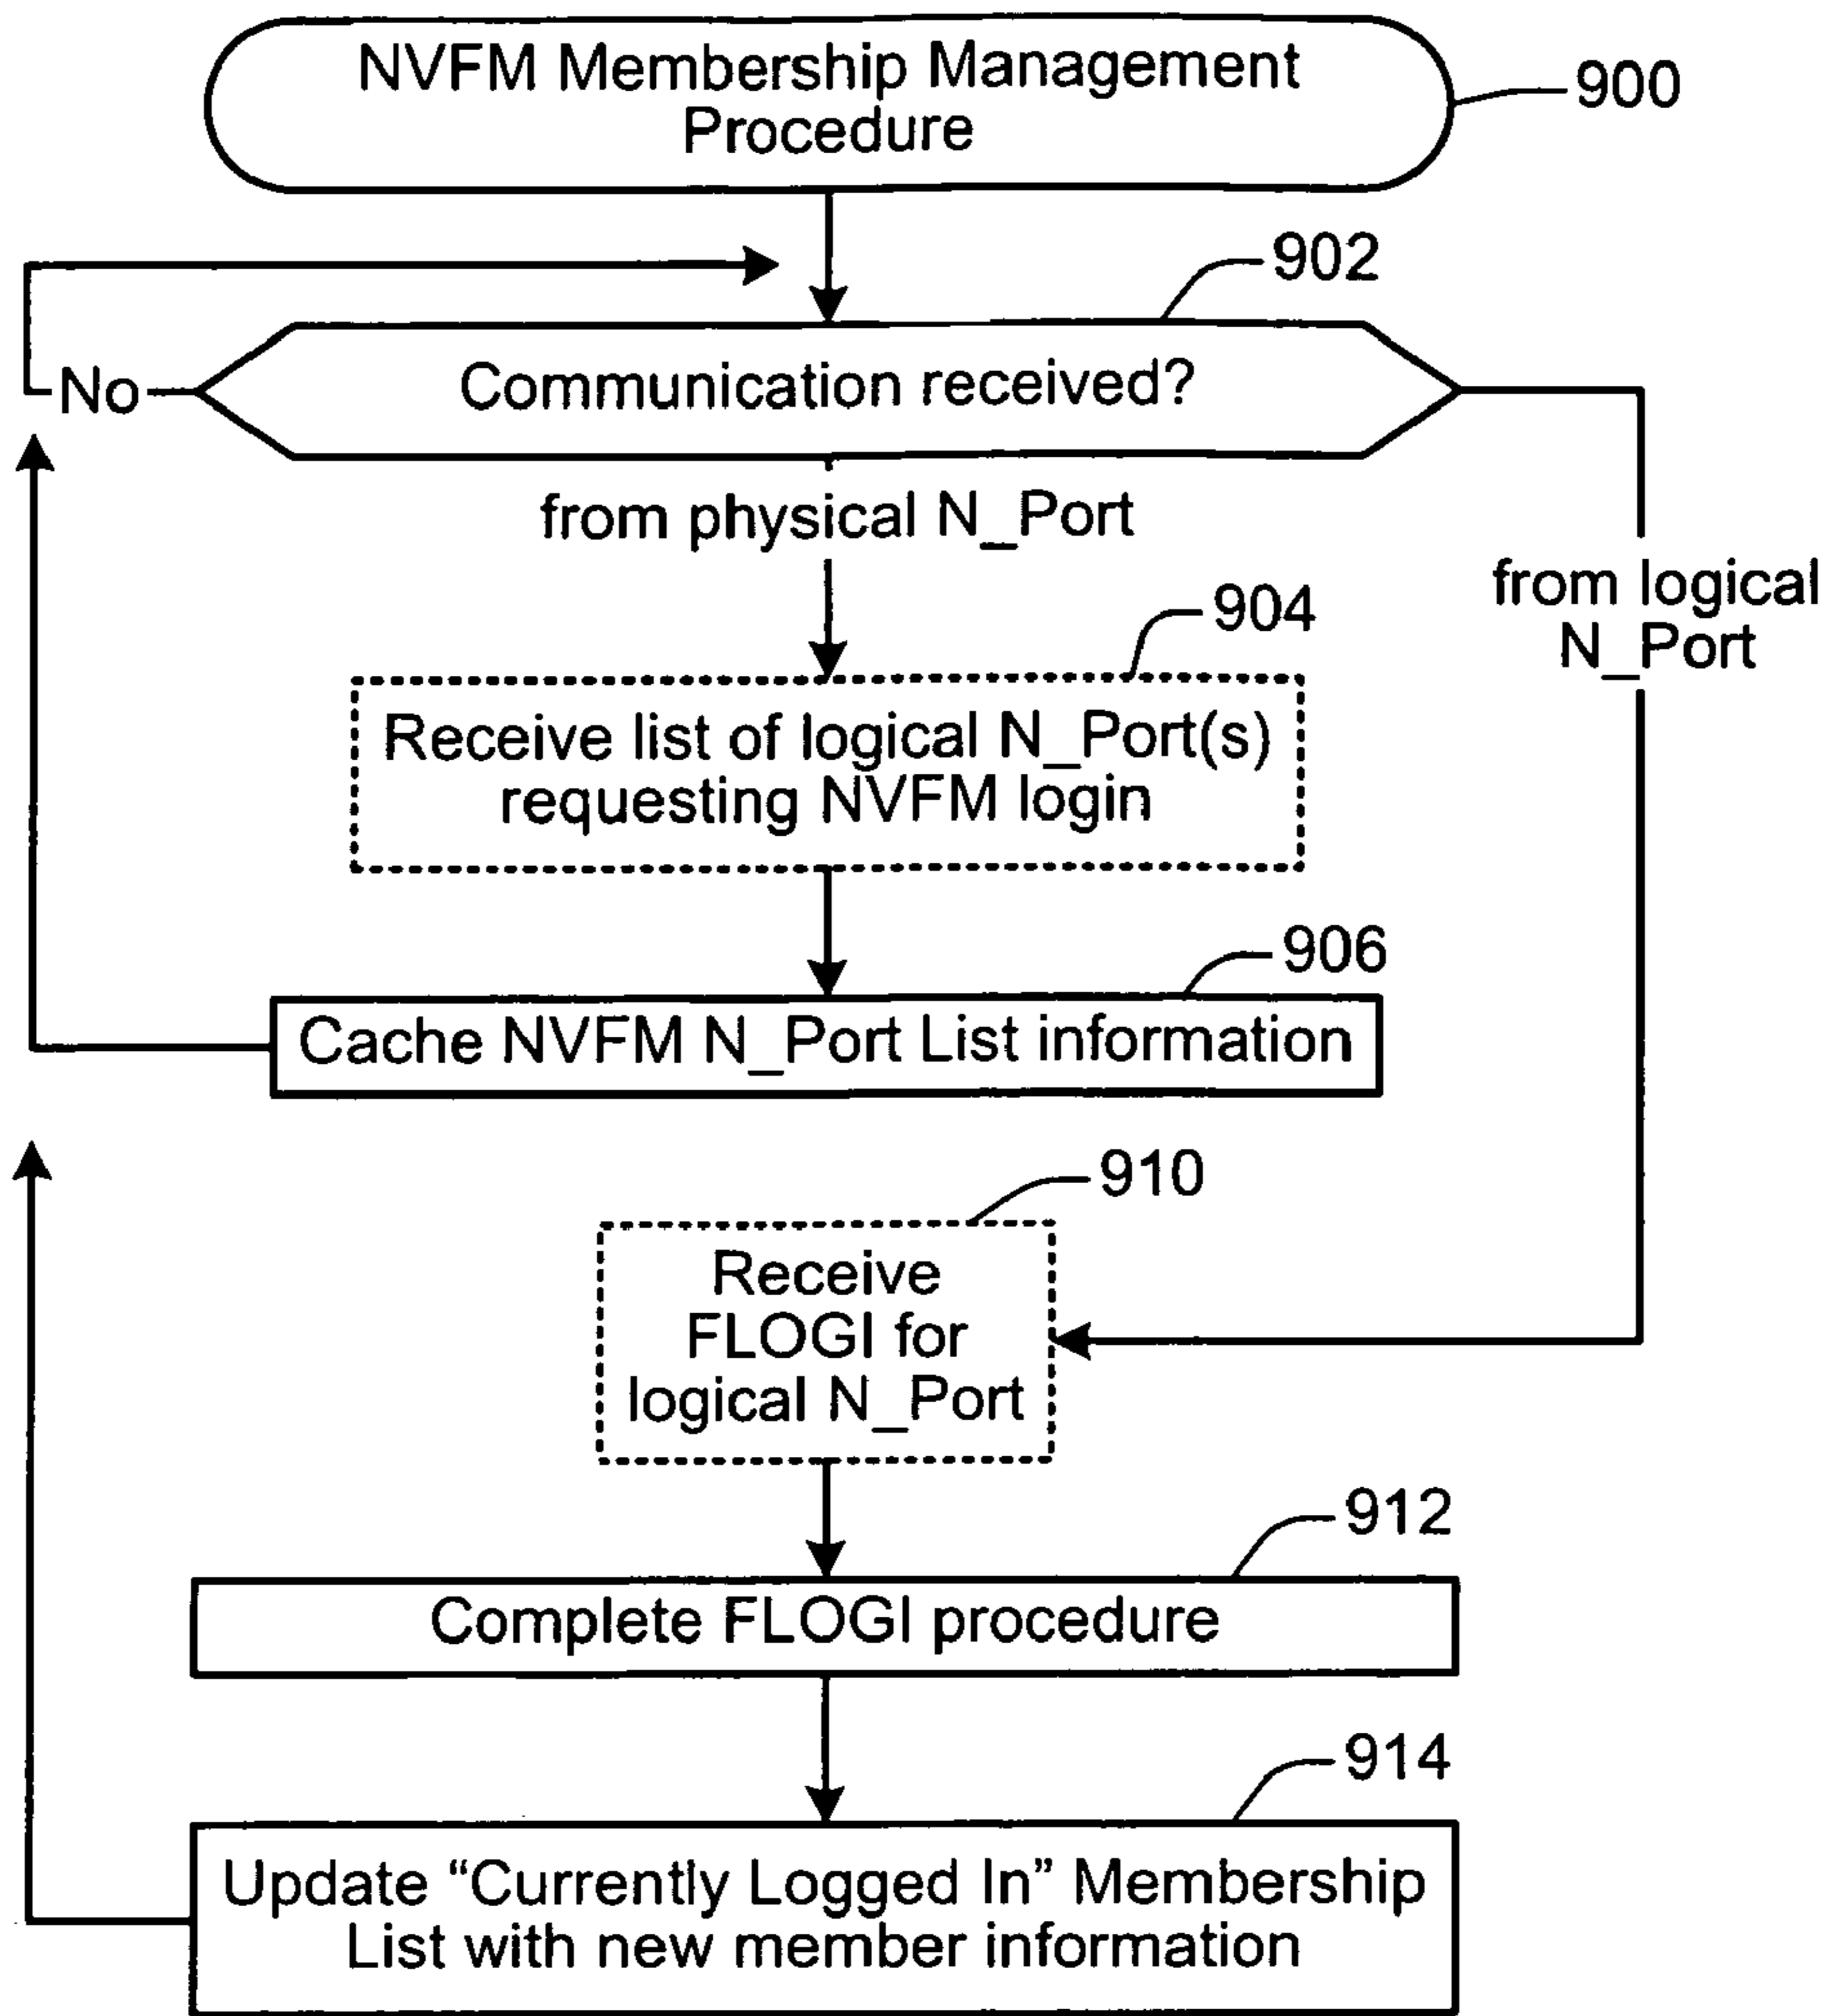 NVFM Membership Management
Procedure
900
902
Communication received?
No
from physical N_Port
from logical
N_Port
904
Receive list of logical N_Port(s)
requesting NVFM login
906
Cache NVFM N_Port List information
910
Receive
FLOGI for
logical N_Port
912
Complete FLOGI procedure
914
Update “Currently Logged In” Membership
List with new member information